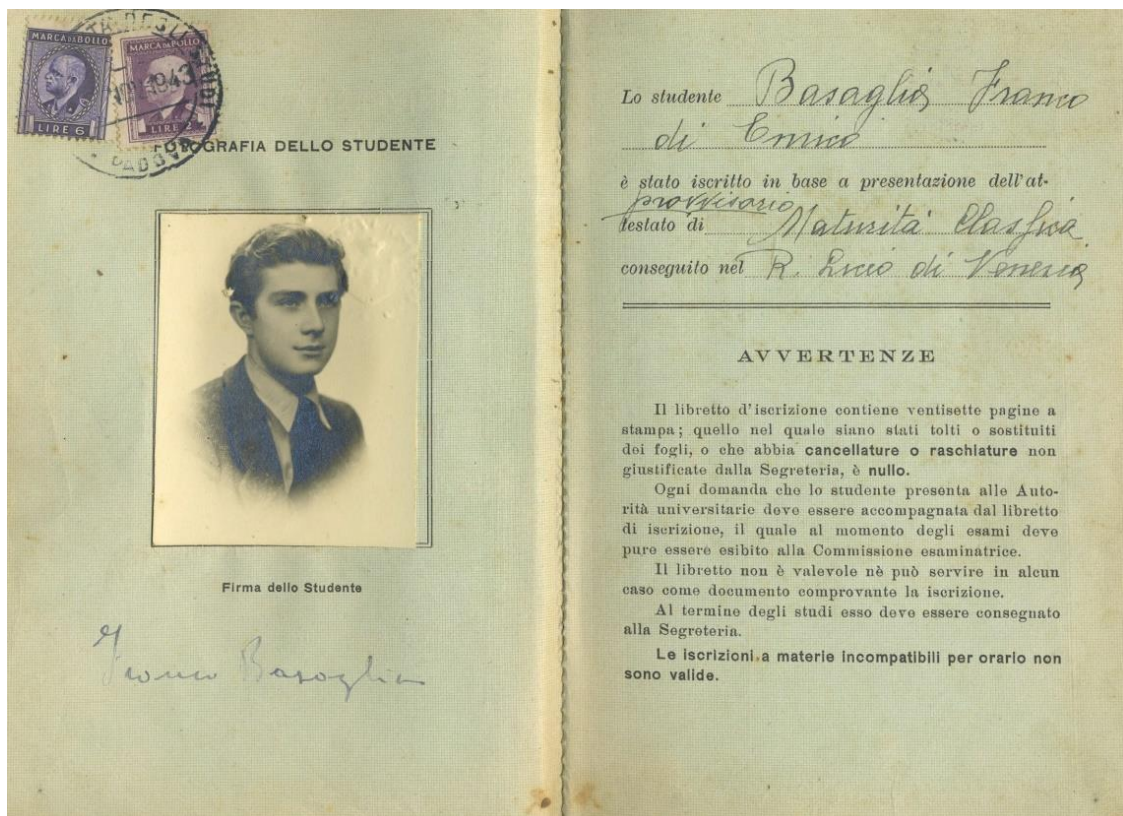 MARCA DA BOLLO
LIRE 6
MARCA DA BOLLO
LIRE 2
NOV 1943
PADOVA
FOTOGRAFIA DELLO STUDENTE
Firma dello Studente
Franco Basaglia
Lo studente Basaglia Franco
di Enrico
è stato iscritto in base a presentazione dell'at-
provvisorio
testato di Maturità Classica
conseguito nel R. Liceo di Venezia
AVVERTENZE
Il libretto d'iscrizione contiene ventisette pagine a
stampa; quello nel quale siano stati tolti o sostituiti
dei fogli, o che abbia cancellature o raschiature non
giustificate dalla Segreteria, è nullo.
Ogni domanda che lo studente presenta alle Auto-
rità universitarie deve essere accompagnata dal libretto
di iscrizione, il quale al momento degli esami deve
pure essere esibito alla Commissione esaminatrice.
Il libretto non è valevole nè può servire in alcun
caso come documento comprovante la iscrizione.
Al termine degli studi esso deve essere consegnato
alla Segreteria.
Le iscrizioni a materie incompatibili per orario non
sono valide.